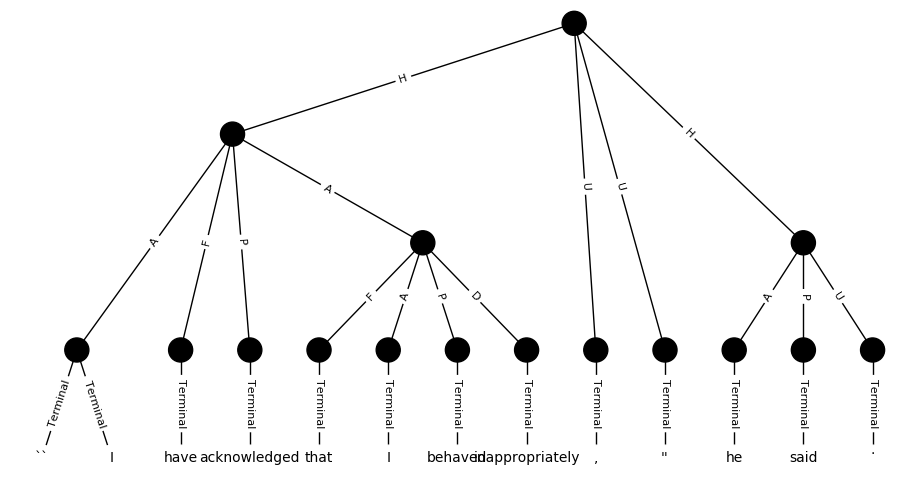 H
H
U
U
A
F
P
A
A
P
U
F
A
P
D
Terminal Terminal Terminal Terminal Terminal Terminal Terminal Terminal Terminal Terminal Terminal Terminal Terminal
`` I have acknowledged that I behaved inappropriately , " he said .